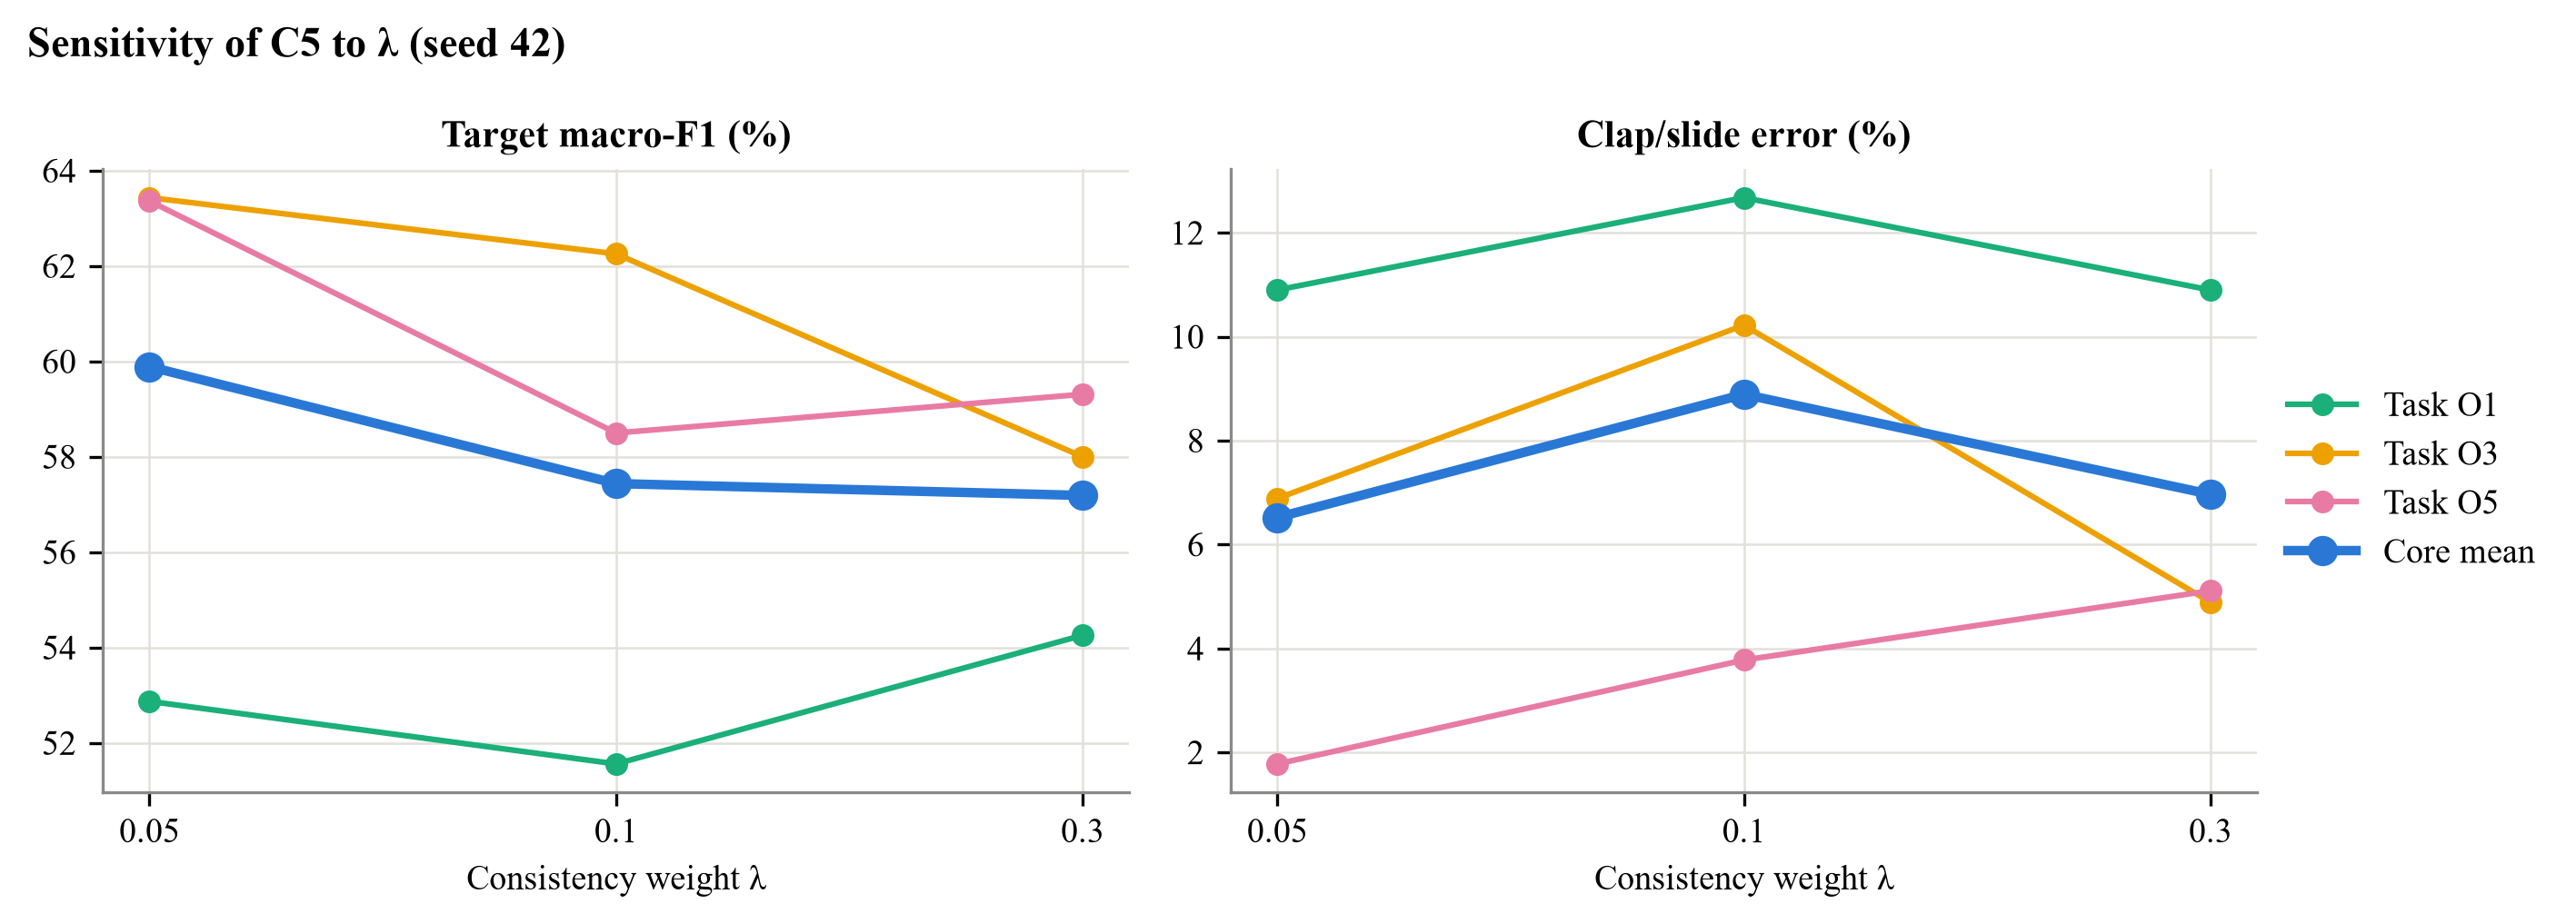 Sensitivity of C5 to λ (seed 42)
Target macro-F1 (%)
64
62
60
58
56
54
52
0.05
0.1
0.3
Consistency weight λ
Clap/slide error (%)
12
10
8
6
4
2
0.05
0.1
0.3
Consistency weight λ
Task O1
Task O3
Task O5
Core mean